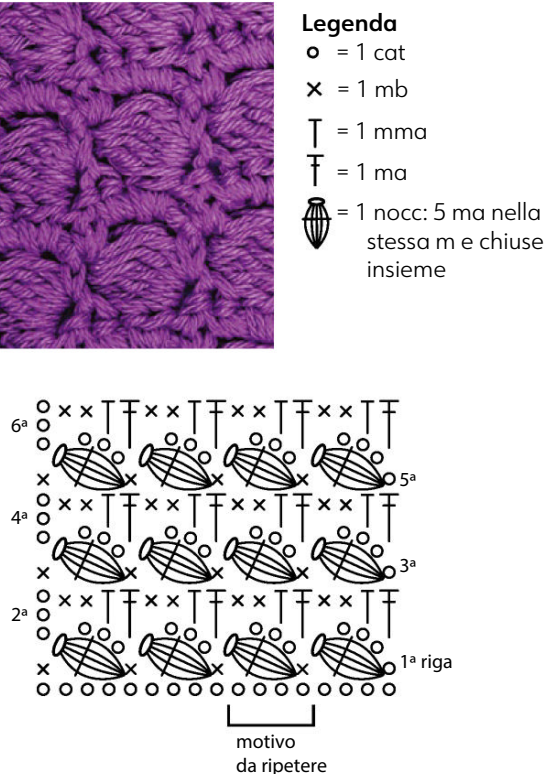 Legenda
= 1 cat
= 1 mb
= 1 mma
= 1 ma
= 1 nocc: 5 ma nella
stessa m e chiuse
insieme
6ª
5ª
4ª
3ª
2ª
1ª riga
motivo
da ripetere